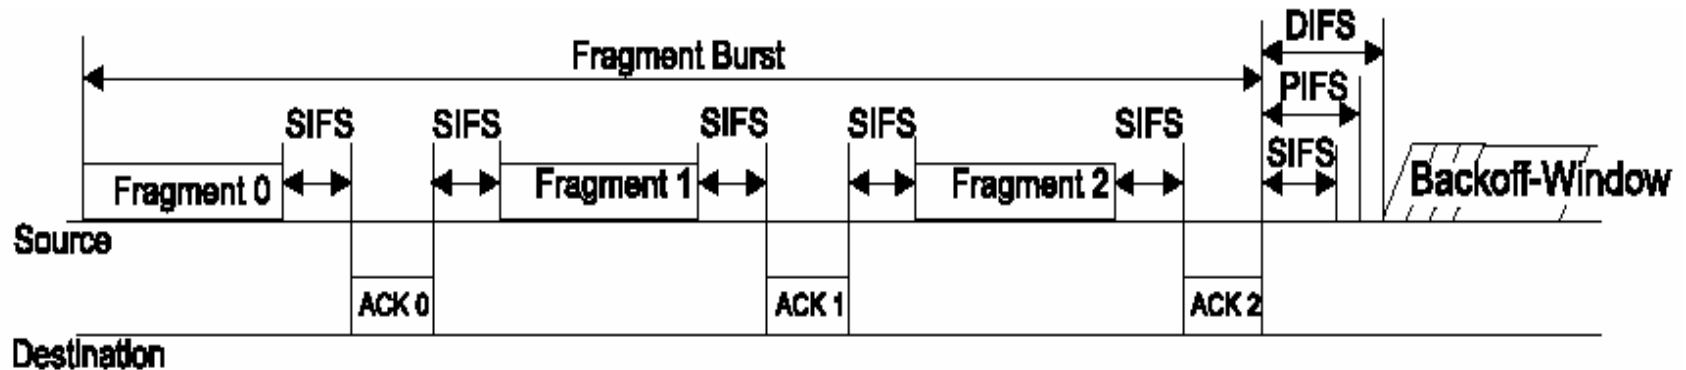 DIFS
Fragment Burst
PIFS
SIFS SIFS SIFS SIFS SIFS
SIFS
Fragment 0 Fragment 1 Fragment 2 Backoff-Window
Source
ACK 0 ACK 1 ACK 2
Destination